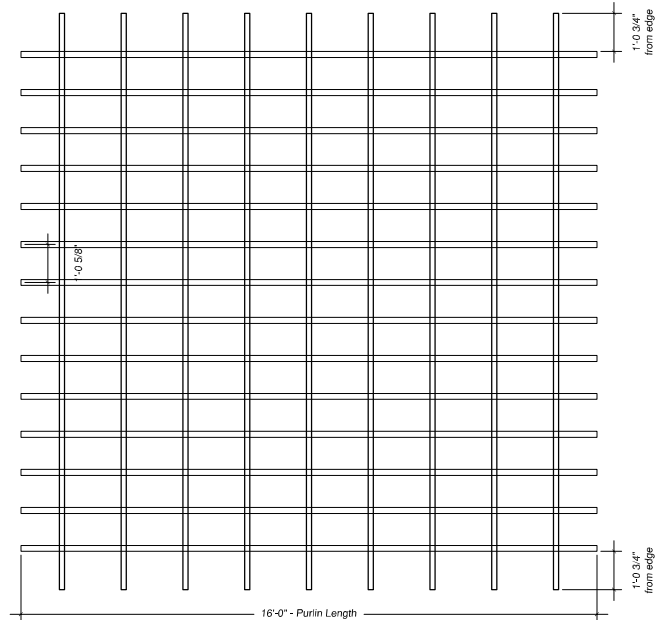 1'-0 3/4"
from edge
1'-0 5/8"
1'-0 3/4"
from edge
16'-0" - Purlin Length